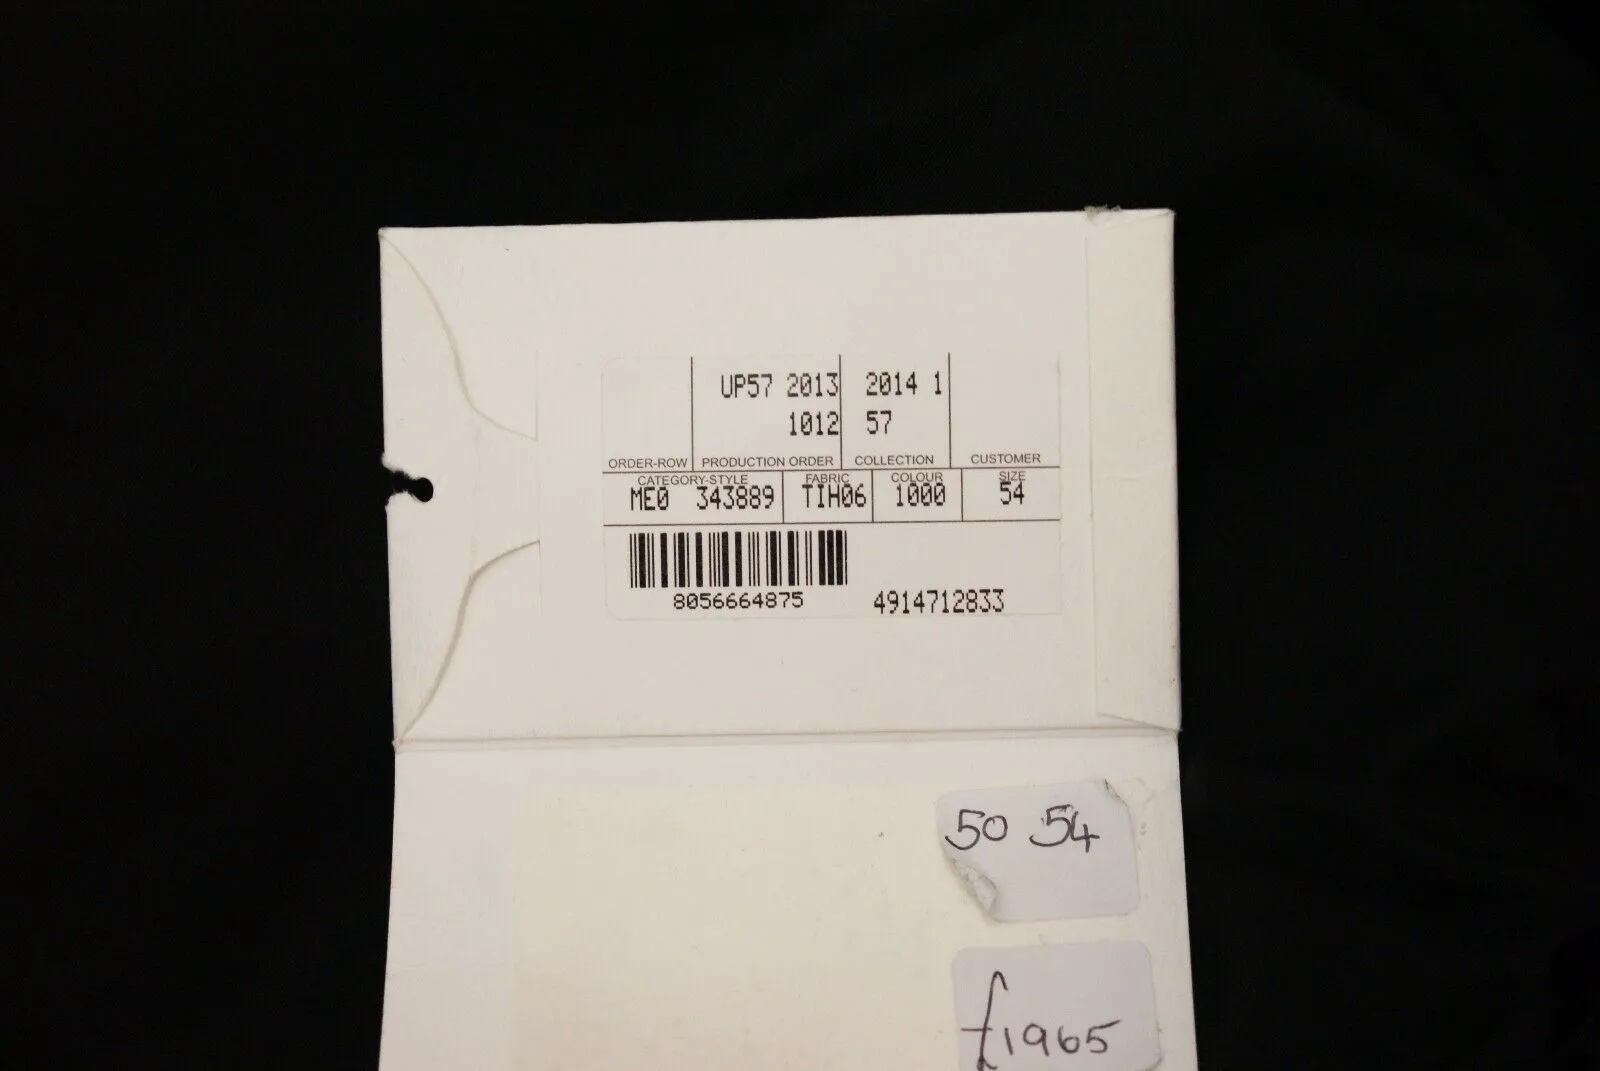 UP57 2013 2014 1
1012 57
ORDER-ROW PRODUCTION ORDER COLLECTION CUSTOMER
CATEGORY-STYLE FABRIC COLOUR SIZE
ME0 343889 TIH06 1000 54
8056664875 4914712833
50 54
£1965